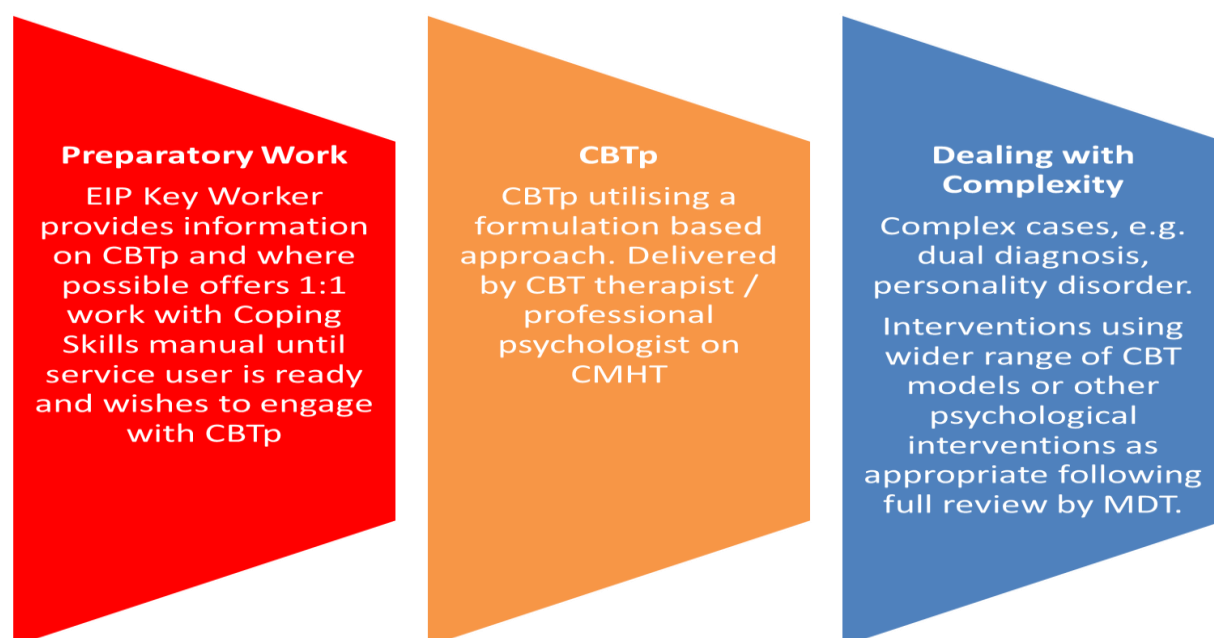 Preparatory Work
EIP Key Worker
provides information
on CBTp and where
possible offers 1:1
work with Coping
Skills manual until
service user is ready
and wishes to engage
with CBTp
CBTp
CBTp utilising a
formulation based
approach. Delivered
by CBT therapist /
professional
psychologist on
CMHT
Dealing with
Complexity
Complex cases, e.g.
dual diagnosis,
personality disorder.
Interventions using
wider range of CBT
models or other
psychological
interventions as
appropriate following
full review by MDT.